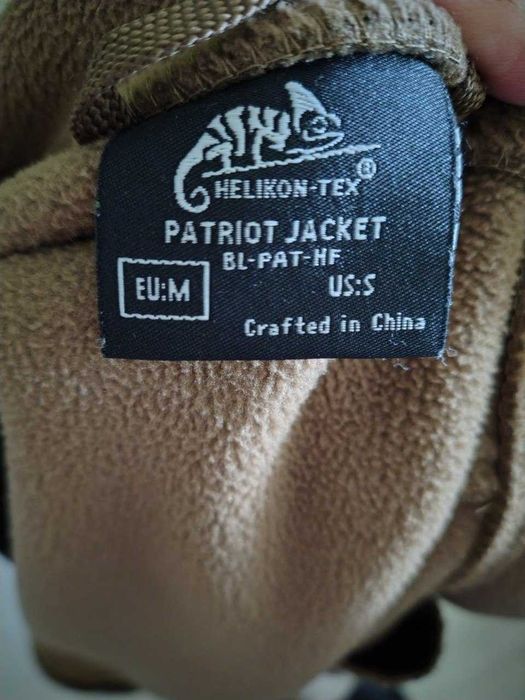 HELIKON-TEX®
PATRIOT JACKET
BL-PAT-HF
EU:M US:S
Crafted in China